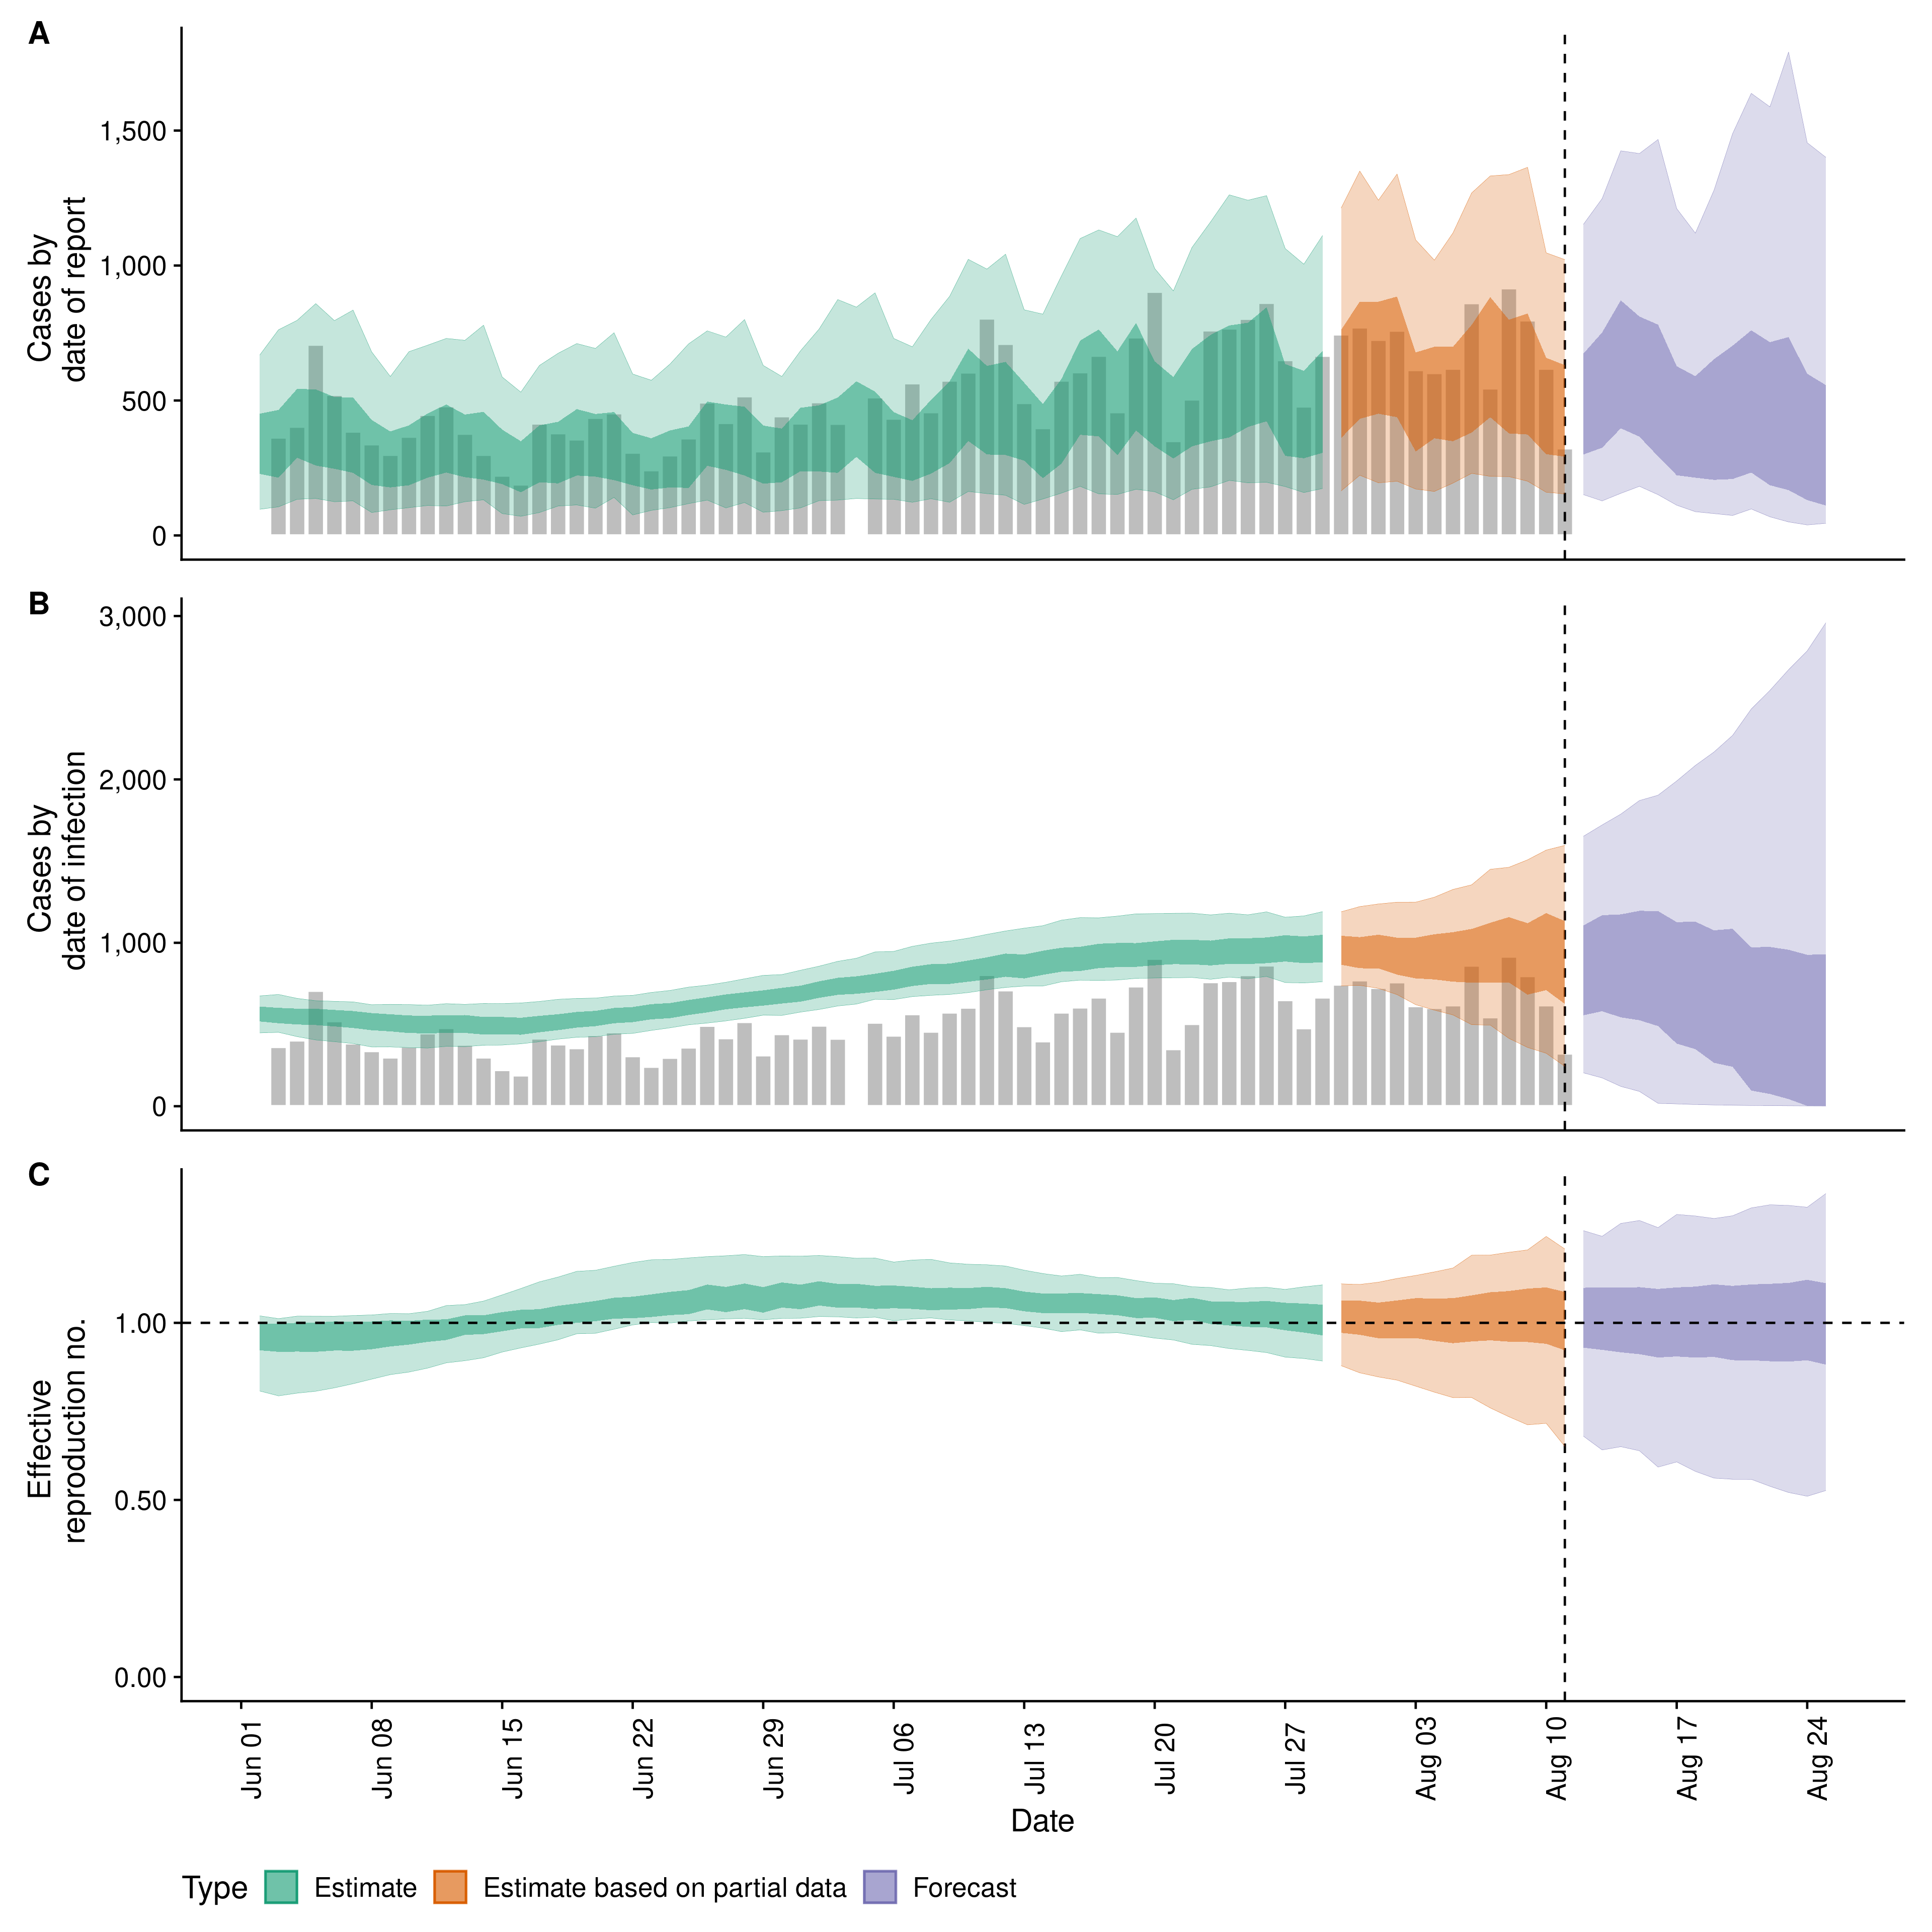 A
Cases by
date of report
1,500
1,000
500
0
B
Cases by
date of infection
3,000
2,000
1,000
0
C
Effective
reproduction no.
1.00
0.50
0.00
Jun 01
Jun 08
Jun 15
Jun 22
Jun 29
Jul 06
Jul 13
Jul 20
Jul 27
Aug 03
Aug 10
Aug 17
Aug 24
Date
Type Estimate Estimate based on partial data Forecast